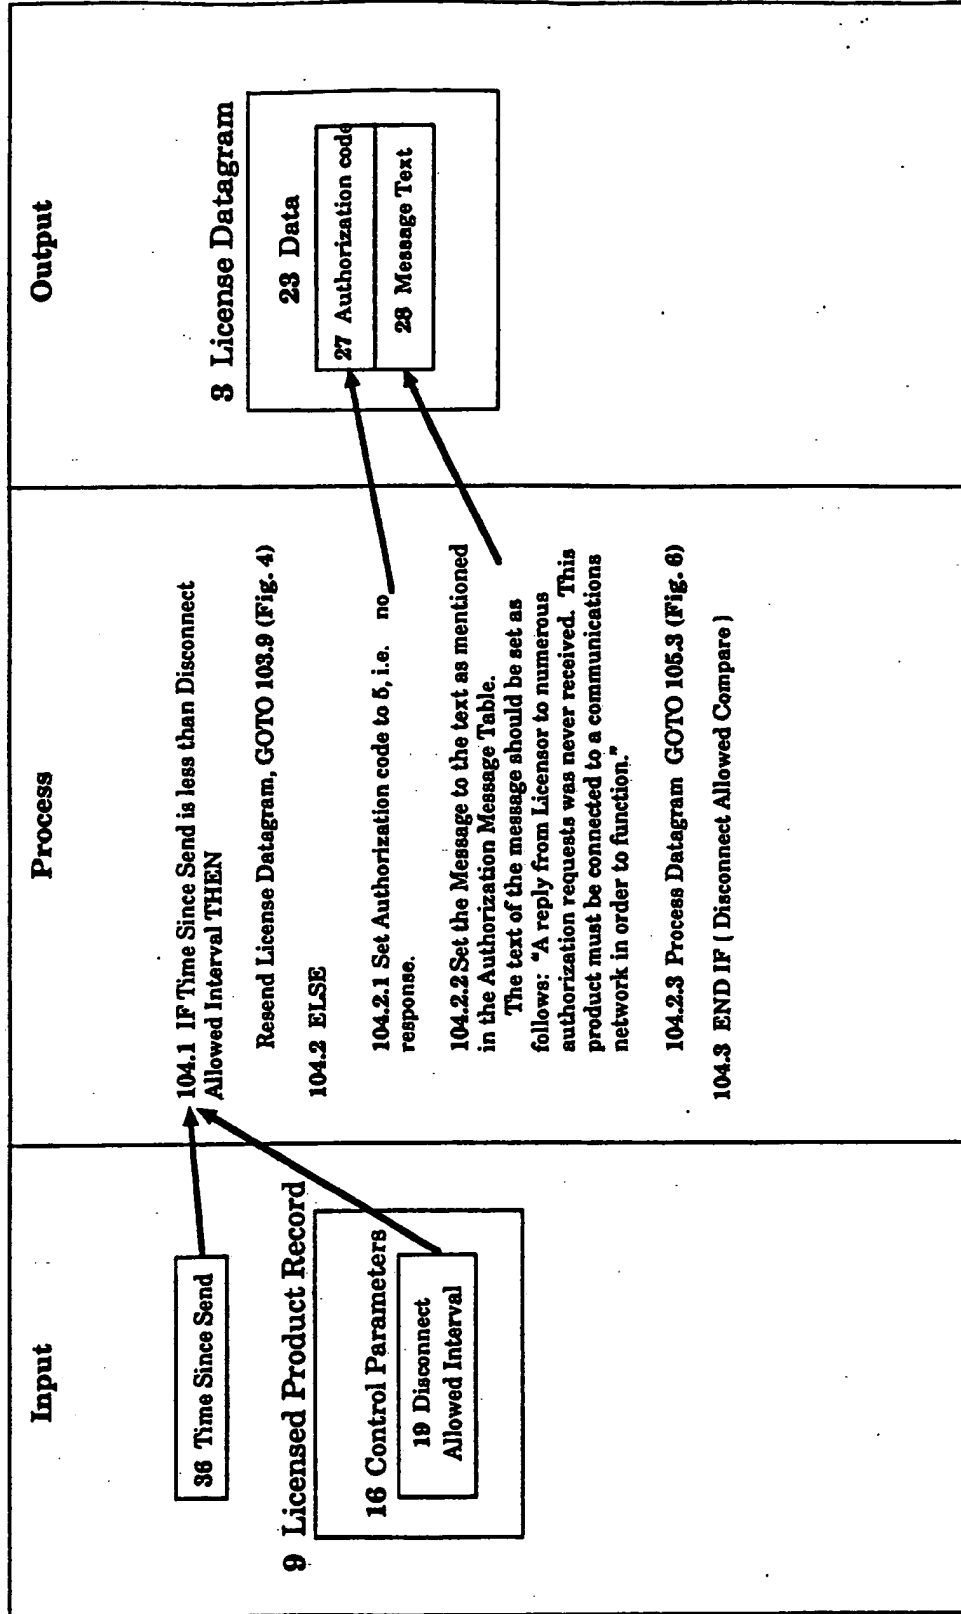 Input
36 Time Since Send
9 Licensed Product Record
16 Control Parameters
19 Disconnect
Allowed Interval
Process
104.1 IF Time Since Send is less than Disconnect
Allowed Interval THEN
Resend License Datagram, GOTO 103.9 (Fig. 4)
104.2 ELSE
104.2.1 Set Authorization code to 5, i.e. no
response.
104.2.2 Set the Message to the text as mentioned
in the Authorization Message Table.
The text of the message should be set as
follows: "A reply from Licensor to numerous
authorization requests was never received. This
product must be connected to a communications
network in order to function."
104.2.3 Process Datagram GOTO 105.3 (Fig. 6)
104.3 END IF ( Disconnect Allowed Compare )
Output
3 License Datagram
23 Data
27 Authorization code
28 Message Text